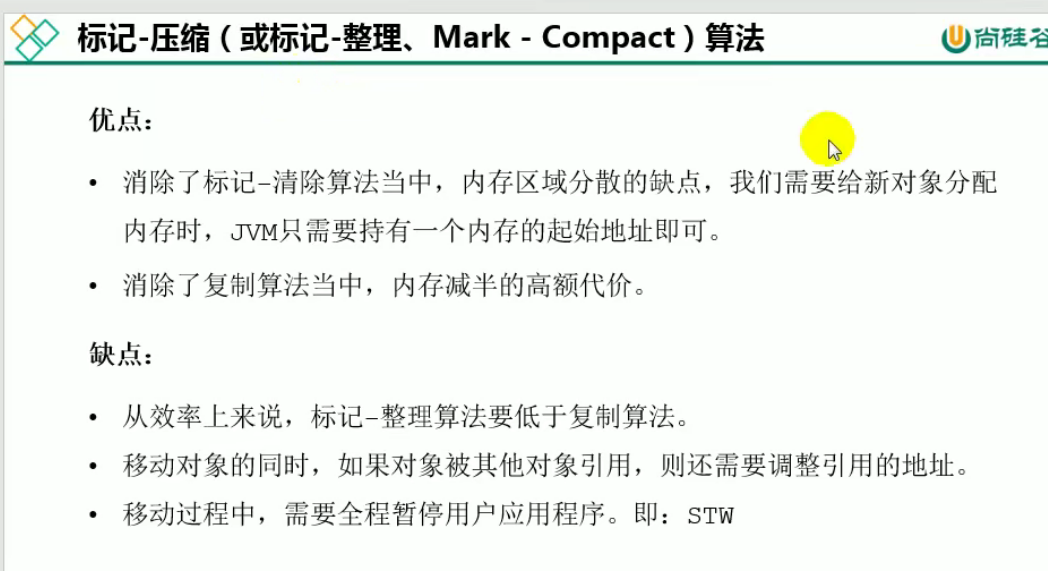 标记-压缩（或标记-整理、Mark - Compact）算法
尚硅谷
优点：
• 消除了标记-清除算法当中，内存区域分散的缺点，我们需要给新对象分配
内存时，JVM只需要持有一个内存的起始地址即可。
• 消除了复制算法当中，内存减半的高额代价。
缺点：
• 从效率上来说，标记-整理算法要低于复制算法。
• 移动对象的同时，如果对象被其他对象引用，则还需要调整引用的地址。
• 移动过程中，需要全程暂停用户应用程序。即：STW